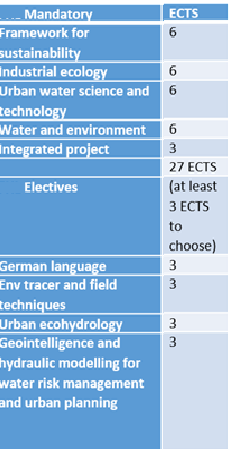 .... Mandatory ECTS
Framework for 6
sustainability
Industrial ecology 6
Urban water science and 6
technology
Water and environment 6
Integrated project 3
27 ECTS
Electives (at least
3 ECTS
to
choose)
German language 3
Env tracer and field 3
techniques
Urban ecohydrology 3
Geointelligence and 3
hydraulic modelling for
water risk management
and urban planning